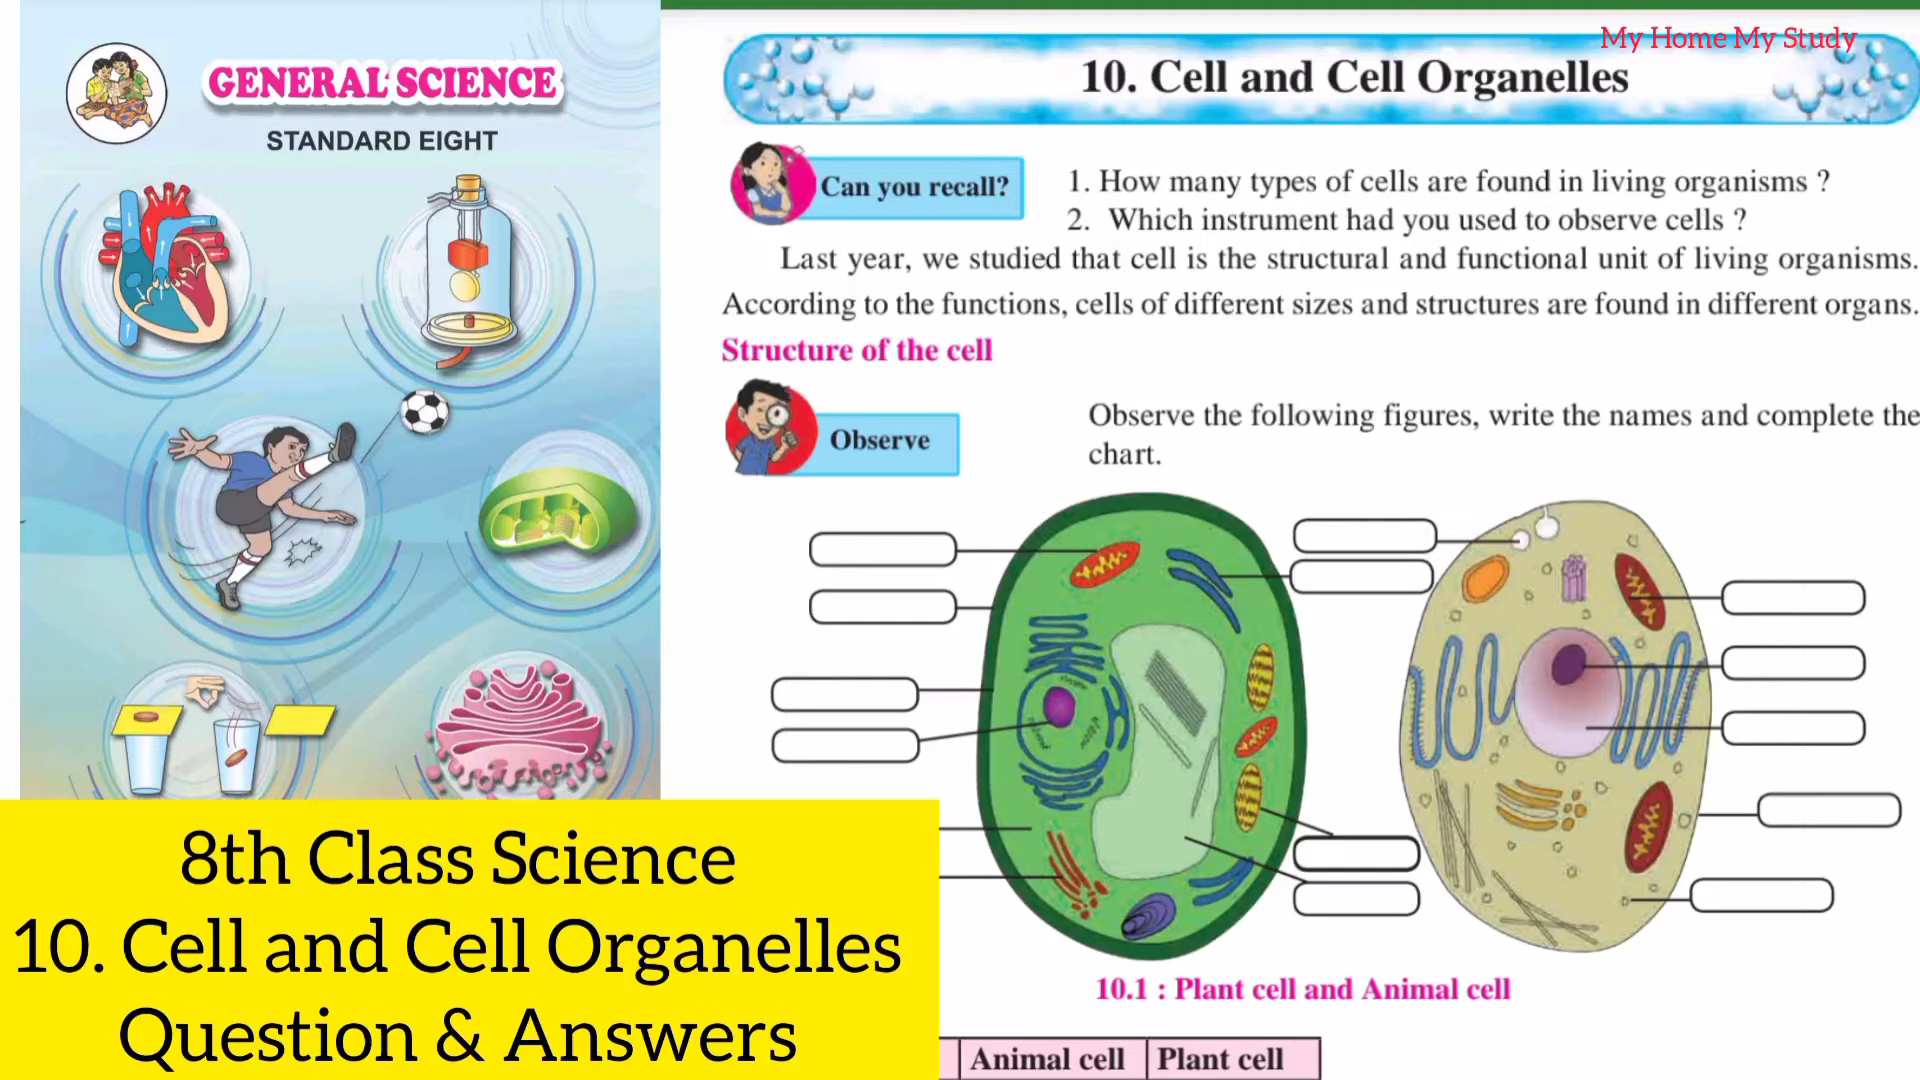 GENERAL SCIENCE
STANDARD EIGHT
My Home My Study
10. Cell and Cell Organelles
Can you recall?
1. How many types of cells are found in living organisms ?
2. Which instrument had you used to observe cells ?
Last year, we studied that cell is the structural and functional unit of living organisms.
According to the functions, cells of different sizes and structures are found in different organs.
Structure of the cell
Observe
Observe the following figures, write the names and complete the
chart.
10.1 : Plant cell and Animal cell
Animal cell
Plant cell
8th Class Science
10. Cell and Cell Organelles
Question & Answers